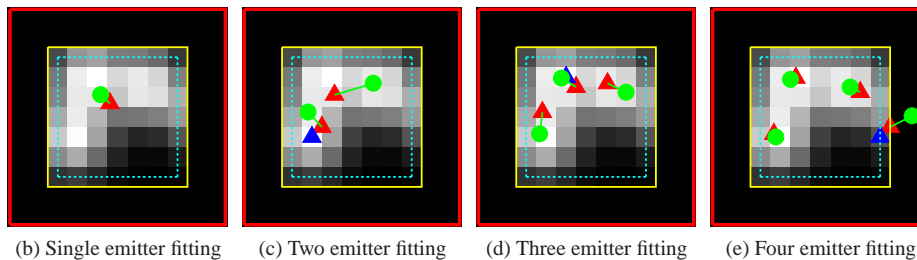 (b) Single emitter fitting
(c) Two emitter fitting
(d) Three emitter fitting
(e) Four emitter fitting